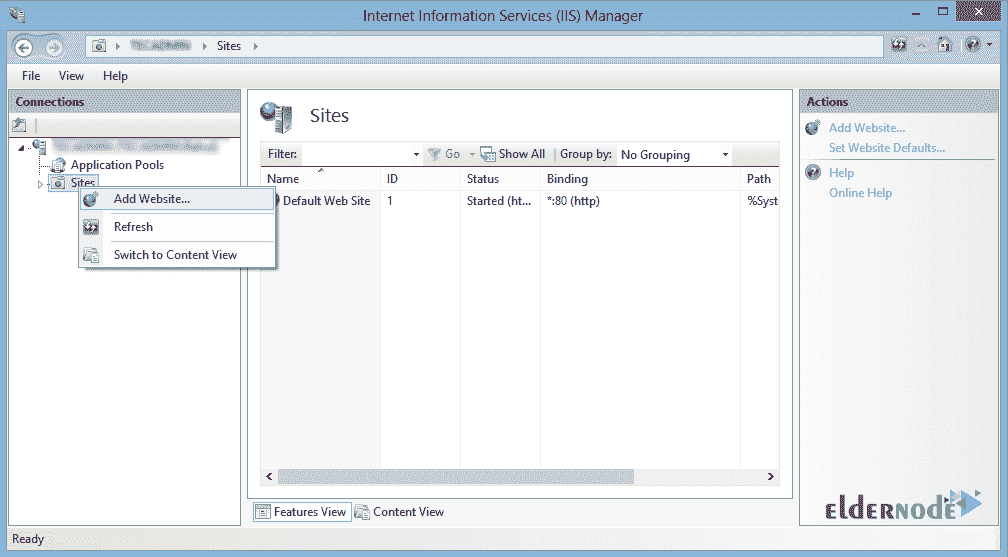 Internet Information Services (IIS) Manager
Sites
File View Help
Connections
Application Pools
Sites
Add Website...
Refresh
Switch to Content View
Sites
Filter: Go Show All Group by: No Grouping
Name ID Status Binding Path
Default Web Site 1 Started (ht... *:80 (http) %Syst
Features View Content View
Actions
Add Website...
Set Website Defaults...
Help
Online Help
eldernode
Ready